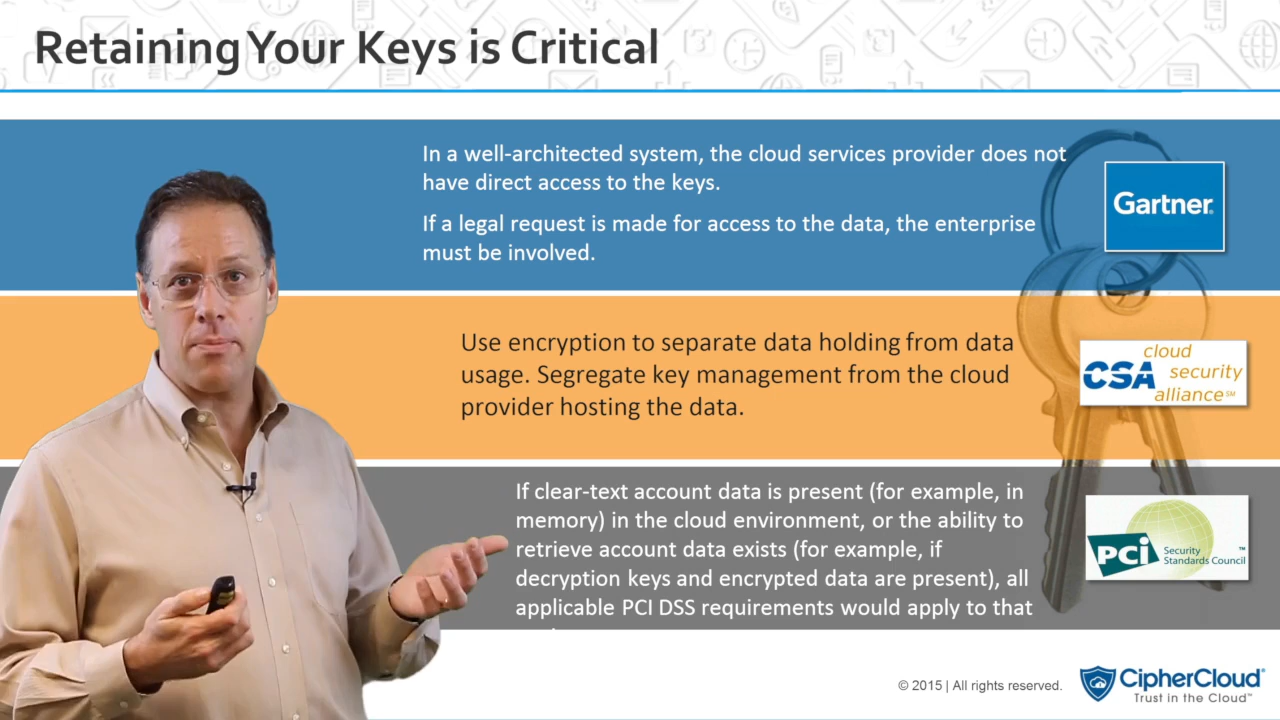 Retaining Your Keys is Critical
In a well-architected system, the cloud services provider does not
have direct access to the keys.
If a legal request is made for access to the data, the enterprise
must be involved.
Gartner®
Use encryption to separate data holding from data
usage. Segregate key management from the cloud
provider hosting the data.
cloud
CSA security
alliance℠
If clear-text account data is present (for example, in
memory) in the cloud environment, or the ability to
retrieve account data exists (for example, if
decryption keys and encrypted data are present), all
applicable PCI DSS requirements would apply to that
PCi Security
Standards Council™
© 2015 | All rights reserved.
CipherCloud®
Trust in the Cloud™